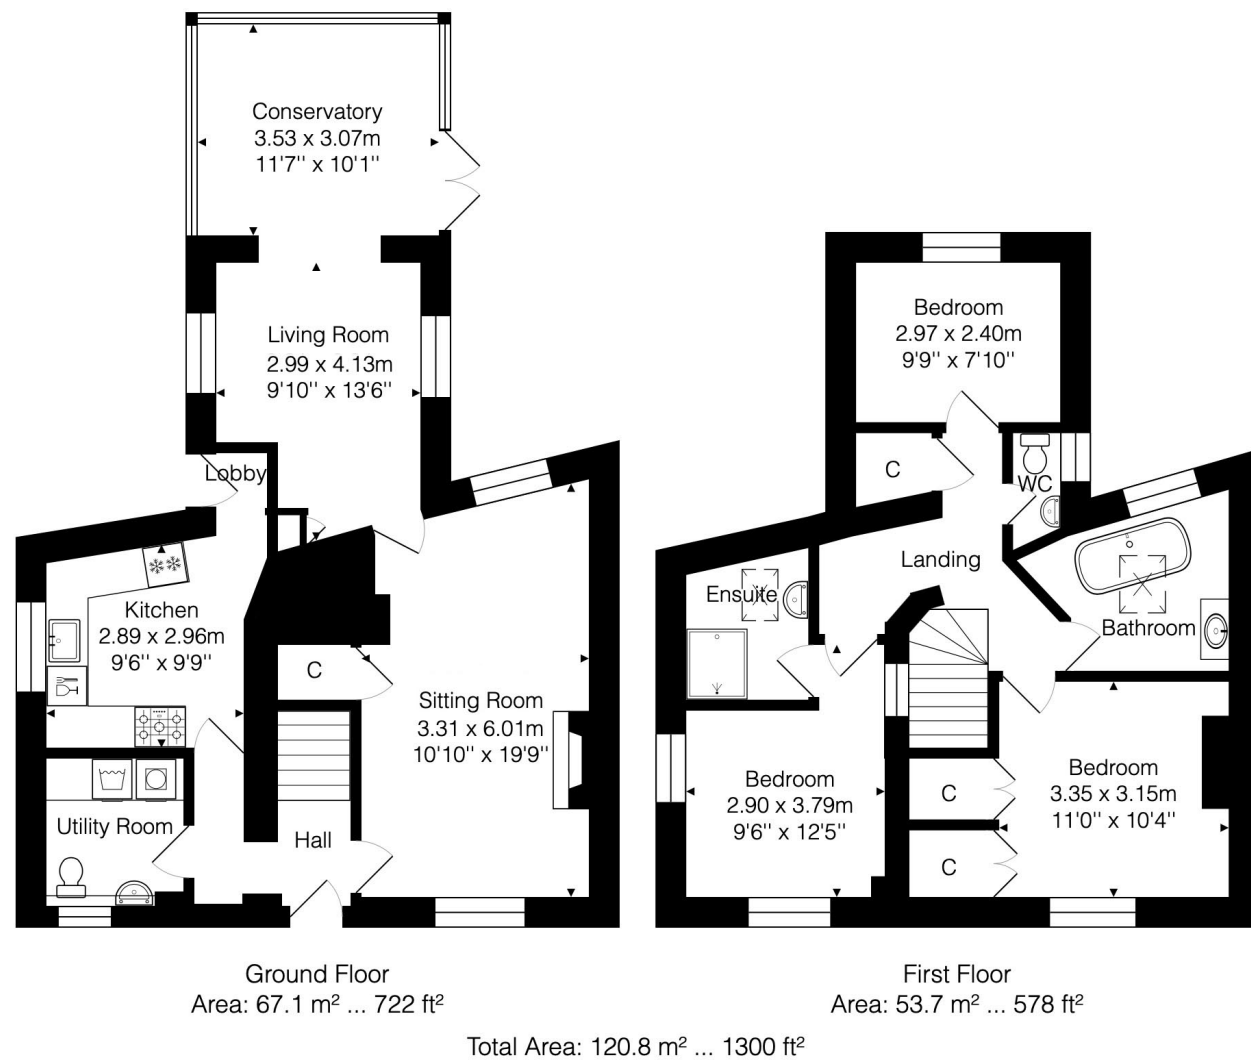 Conservatory
3.53 x 3.07m
11'7'' x 10'1''
Living Room
2.99 x 4.13m
9'10'' x 13'6''
Lobby
Kitchen
2.89 x 2.96m
9'6'' x 9'9''
C
Sitting Room
3.31 x 6.01m
10'10'' x 19'9''
Utility Room
Hall
Ground Floor
Area: 67.1 m² ... 722 ft²
Bedroom
2.97 x 2.40m
9'9'' x 7'10''
C
WC
Landing
Ensuite
Bathroom
Bedroom
2.90 x 3.79m
9'6'' x 12'5''
C
C
Bedroom
3.35 x 3.15m
11'0'' x 10'4''
First Floor
Area: 53.7 m² ... 578 ft²
Total Area: 120.8 m² ... 1300 ft²